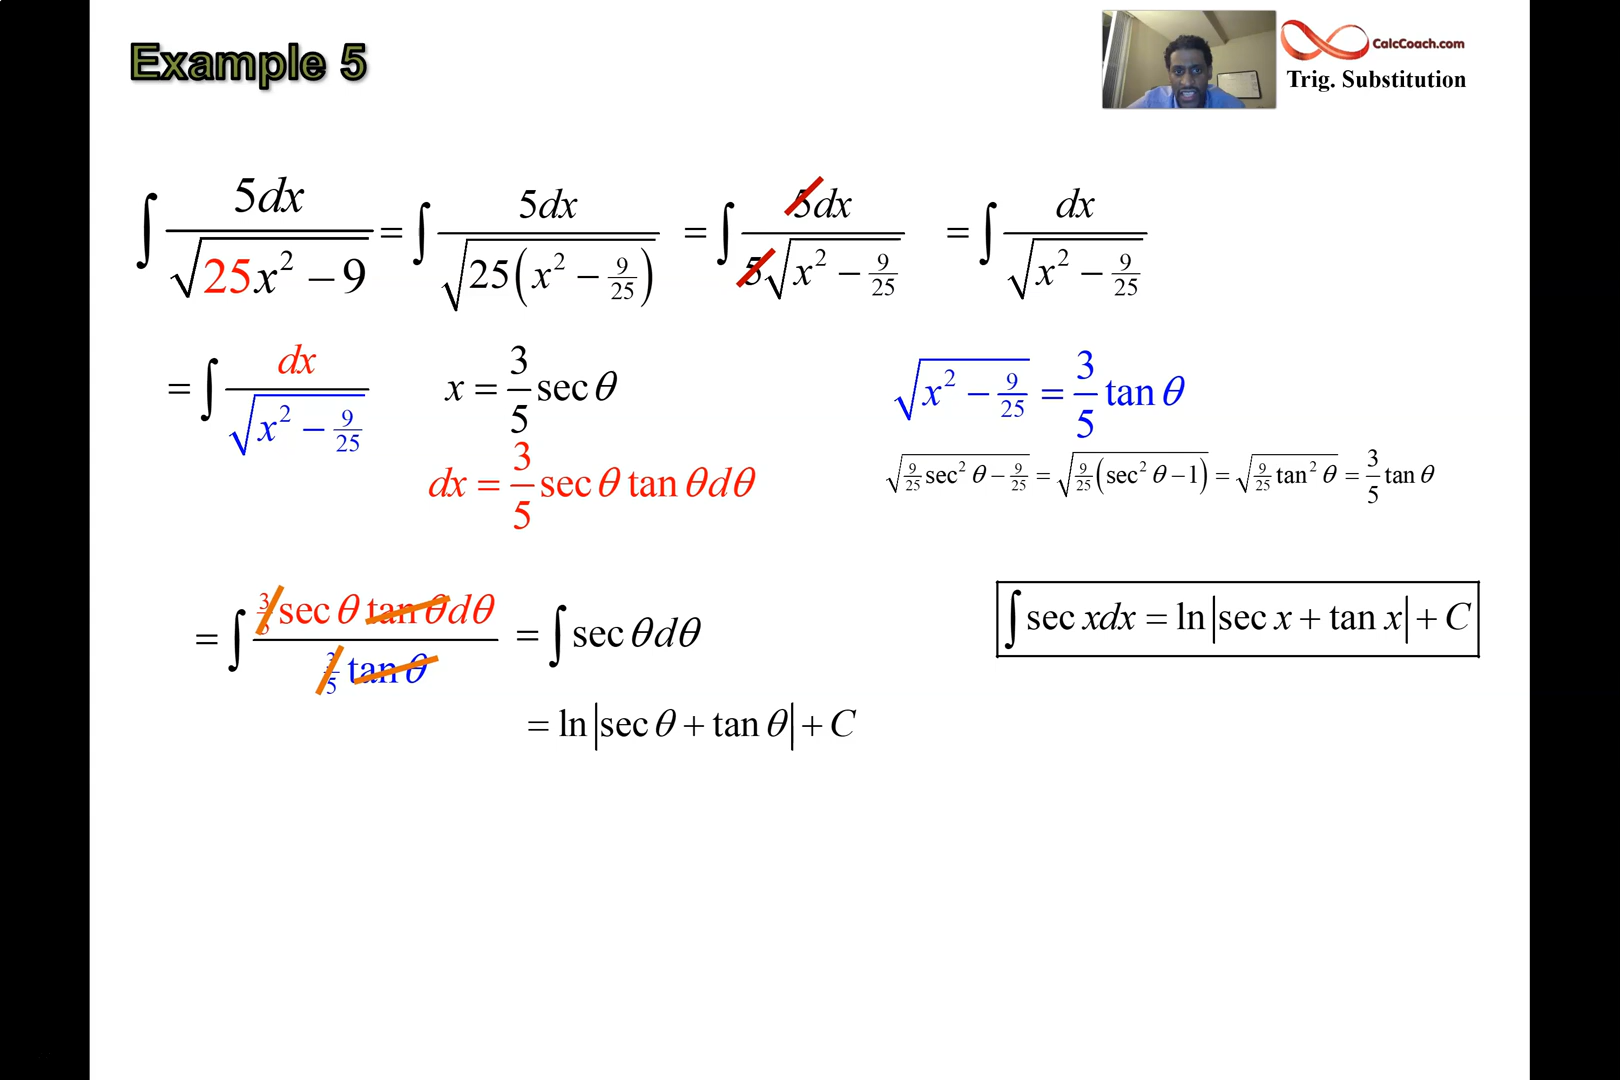 Example 5
CalcCoach.com
Trig. Substitution
∫ 5dx / √(25x² − 9) = ∫ 5dx / √(25(x² − 9/25)) = ∫ 5dx / 5√(x² − 9/25) = ∫ dx / √(x² − 9/25)
= ∫ dx / √(x² − 9/25)
x = 3/5 sec θ
√(x² − 9/25) = 3/5 tan θ
dx = 3/5 sec θ tan θ dθ
√(9/25 sec² θ − 9/25) = √(9/25 (sec² θ − 1)) = √(9/25 tan² θ) = 3/5 tan θ
= ∫ 3/5 sec θ tan θ dθ / 3/5 tan θ = ∫ sec θ dθ
∫ sec x dx = ln |sec x + tan x| + C
= ln |sec θ + tan θ| + C